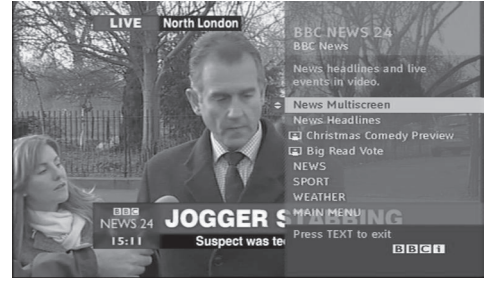 LIVE North London
BBC NEWS 24
BBC News
News headlines and live
events in video.
News Multiscreen
News Headlines
Christmas Comedy Preview
Big Read Vote
NEWS
SPORT
WEATHER
MAIN MENU
Press TEXT to exit
BBCi
BBC
NEWS 24
15:11
JOGGER STABBING
Suspect was